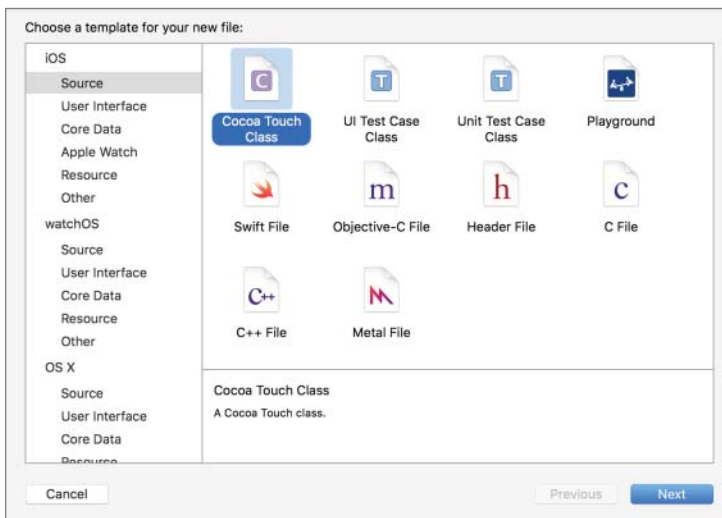 Choose a template for your new file:
iOS
Source
User Interface
Core Data
Apple Watch
Resource
Other
watchOS
Source
User Interface
Core Data
Resource
Other
OS X
Source
User Interface
Core Data
Resource
C
Cocoa Touch
Class
T
UI Test Case
Class
T
Unit Test Case
Class
Playground
Swift File
m
Objective-C File
h
Header File
c
C File
C++
C++ File
Metal File
Cocoa Touch Class
A Cocoa Touch class.
Cancel
Previous
Next